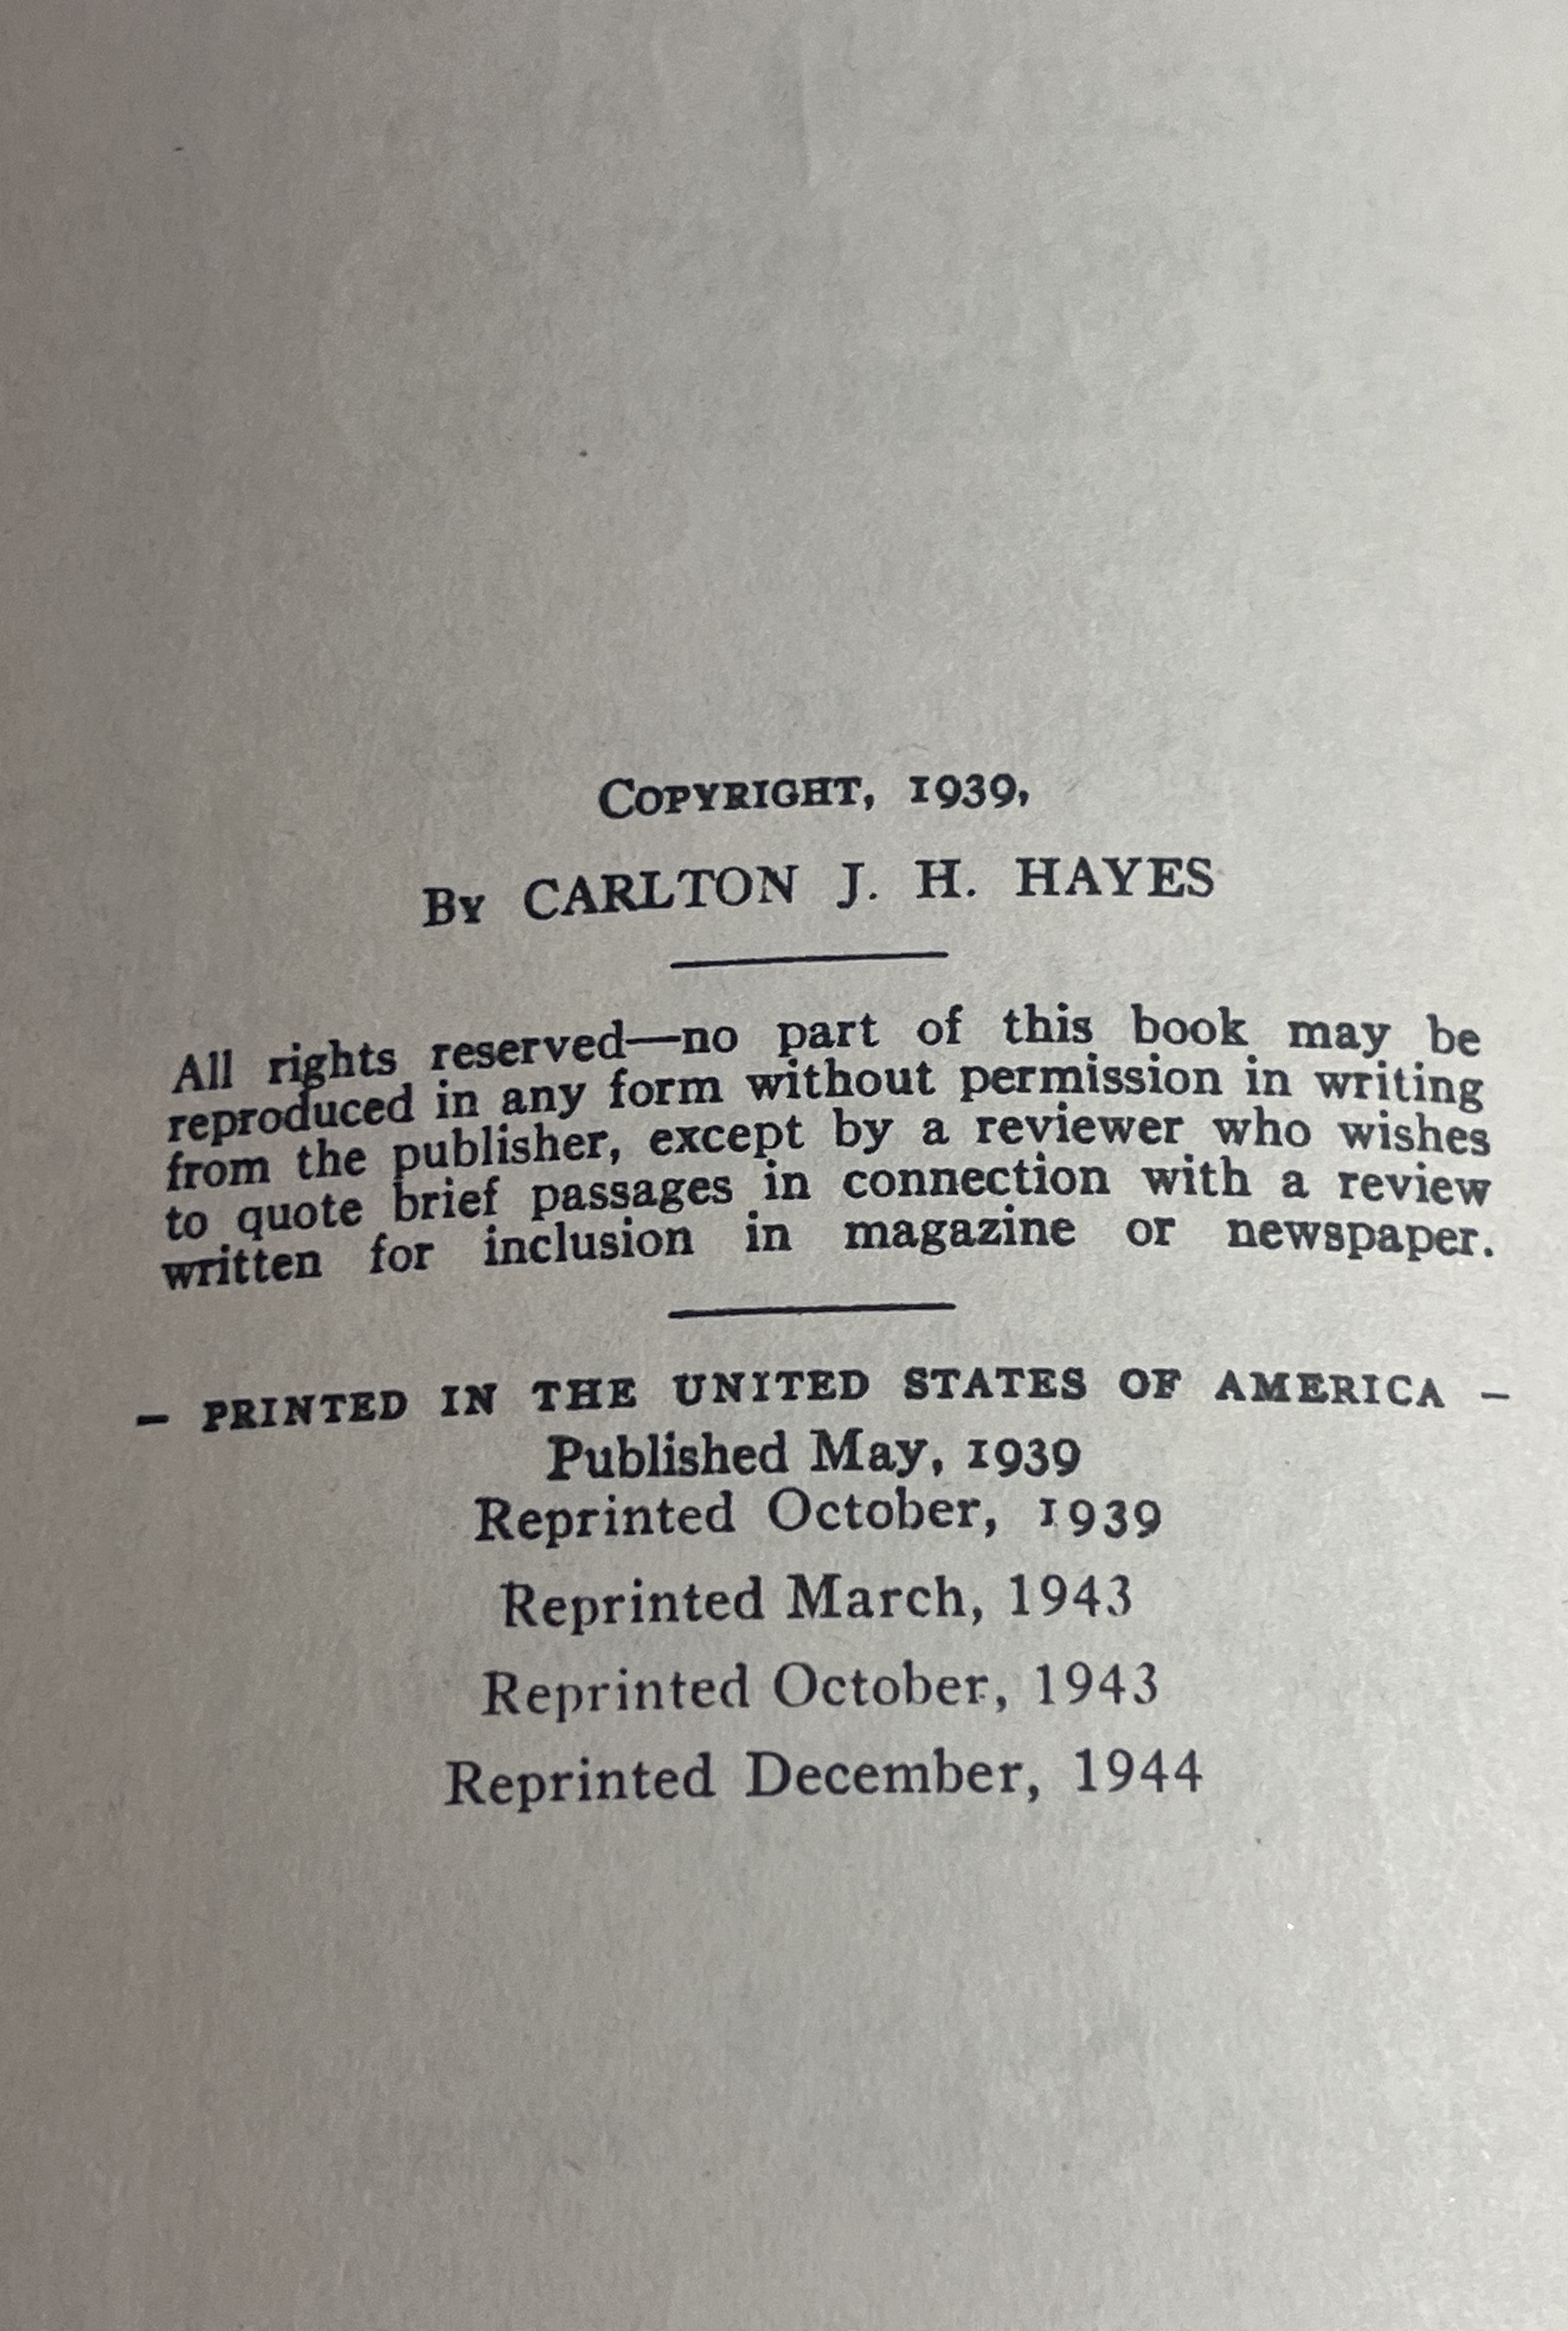 COPYRIGHT, 1939,
BY CARLTON J. H. HAYES
All rights reserved—no part of this book may be
reproduced in any form without permission in writing
from the publisher, except by a reviewer who wishes
to quote brief passages in connection with a review
written for inclusion in magazine or newspaper.
– PRINTED IN THE UNITED STATES OF AMERICA –
Published May, 1939
Reprinted October, 1939
Reprinted March, 1943
Reprinted October, 1943
Reprinted December, 1944